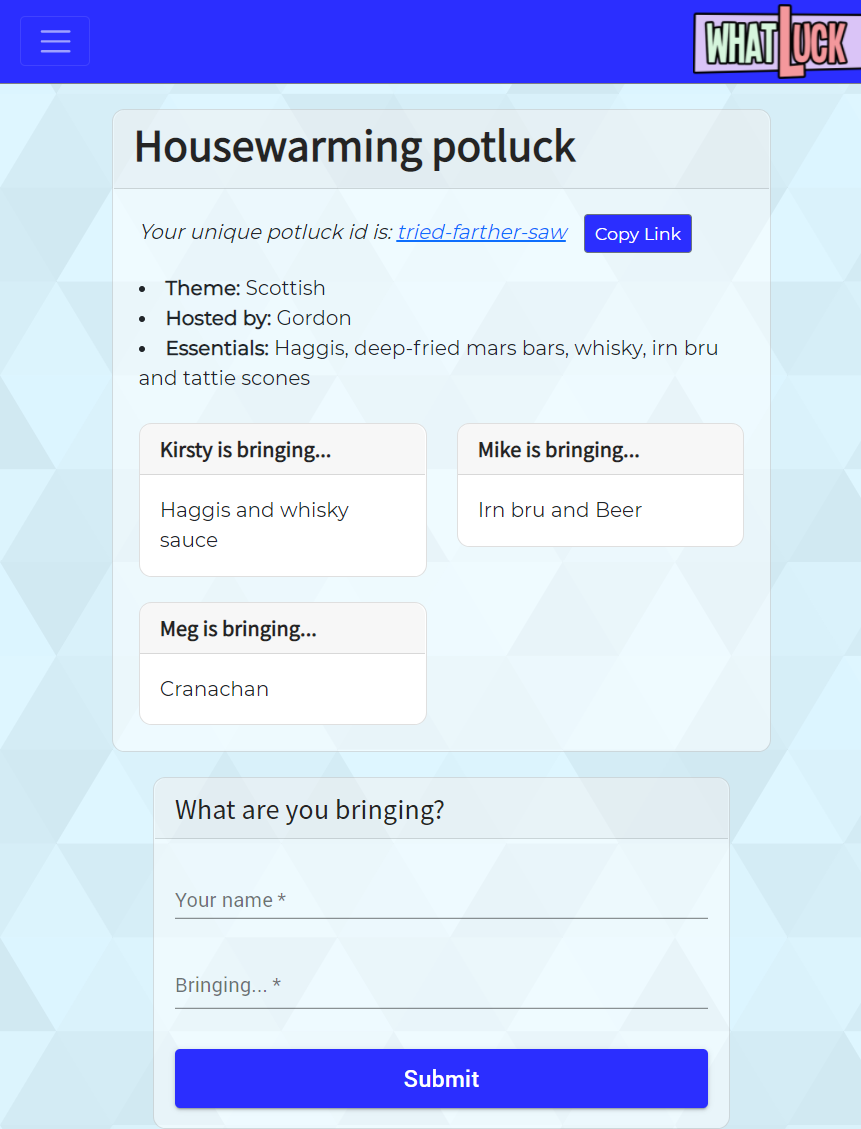 WHATLUCK
Housewarming potluck
Your unique potluck id is: tried-farther-saw
Copy Link
• Theme: Scottish
• Hosted by: Gordon
• Essentials: Haggis, deep-fried mars bars, whisky, irn bru
and tattie scones
Kirsty is bringing...
Haggis and whisky
sauce
Mike is bringing...
Irn bru and Beer
Meg is bringing...
Cranachan
What are you bringing?
Your name *
Bringing... *
Submit